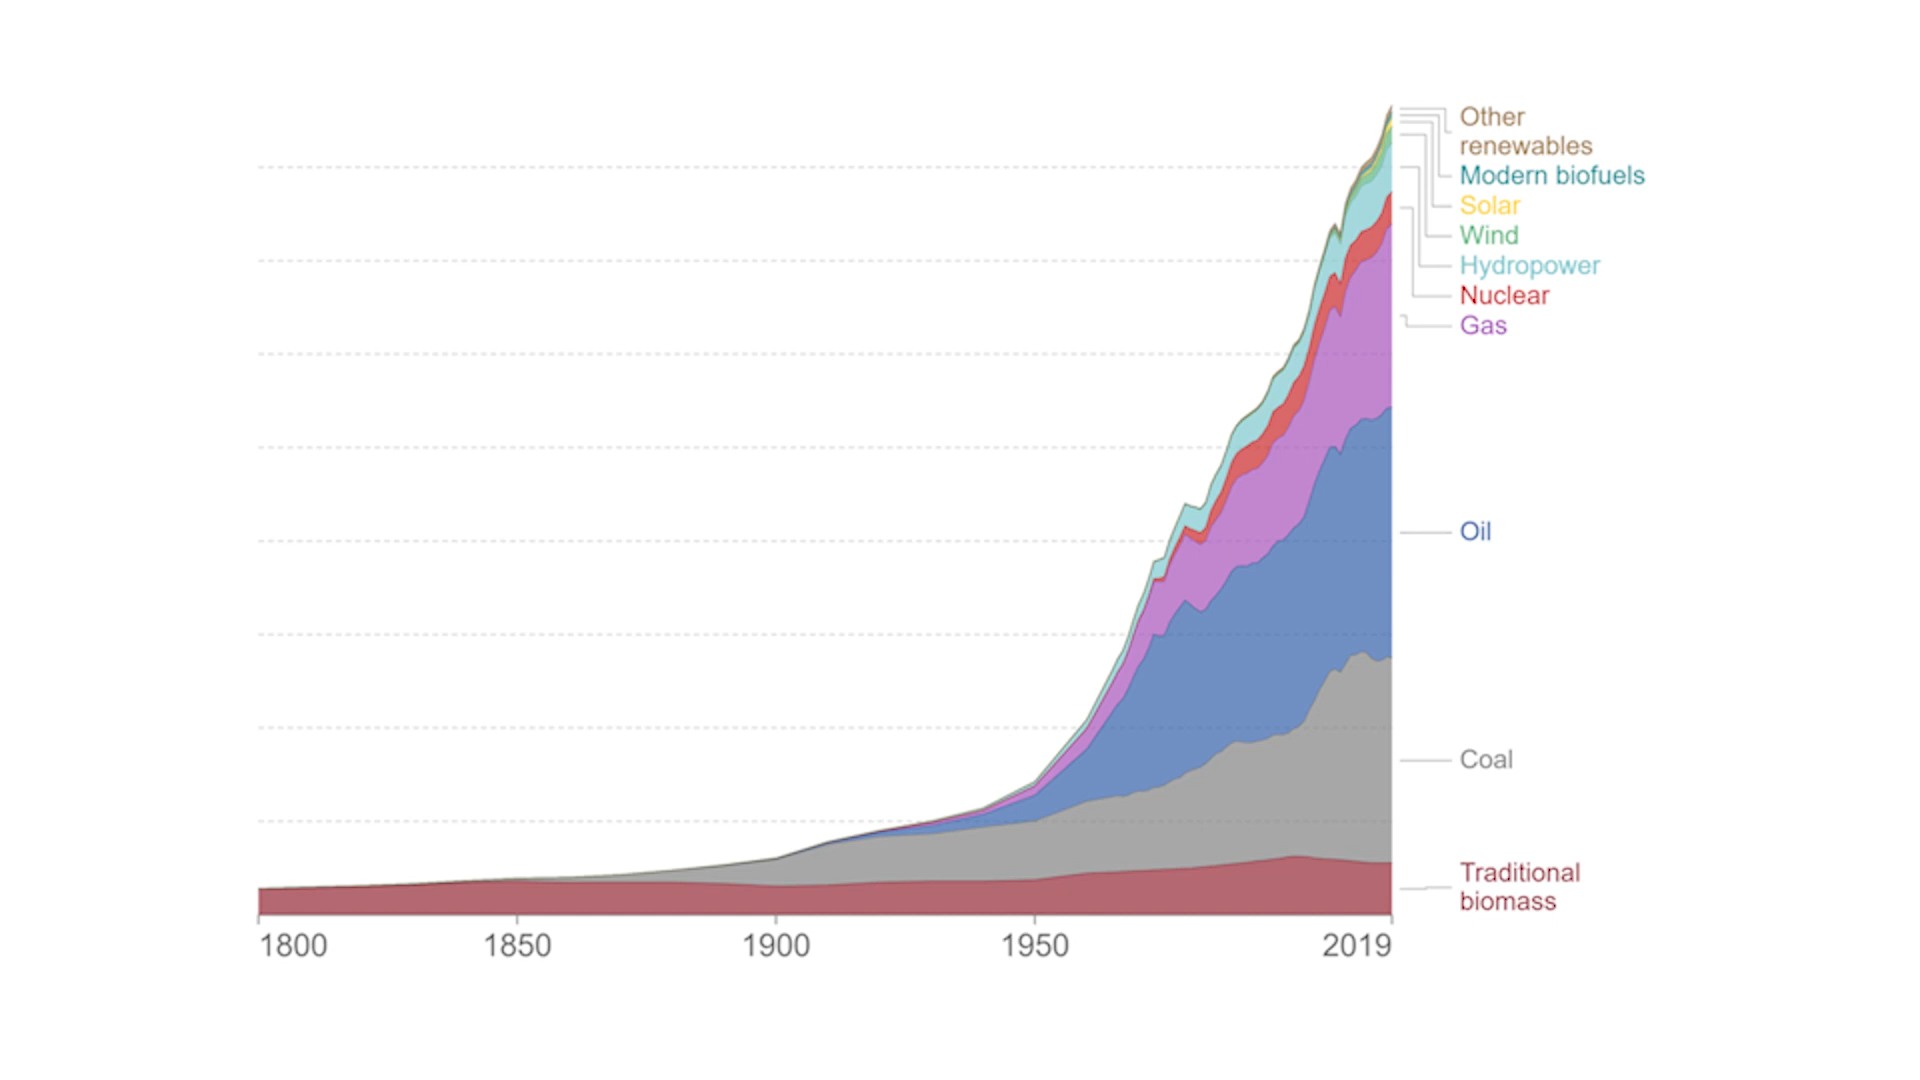 Other
renewables
Modern biofuels
Solar
Wind
Hydropower
Nuclear
Gas
Oil
Coal
Traditional
biomass
1800 1850 1900 1950 2019